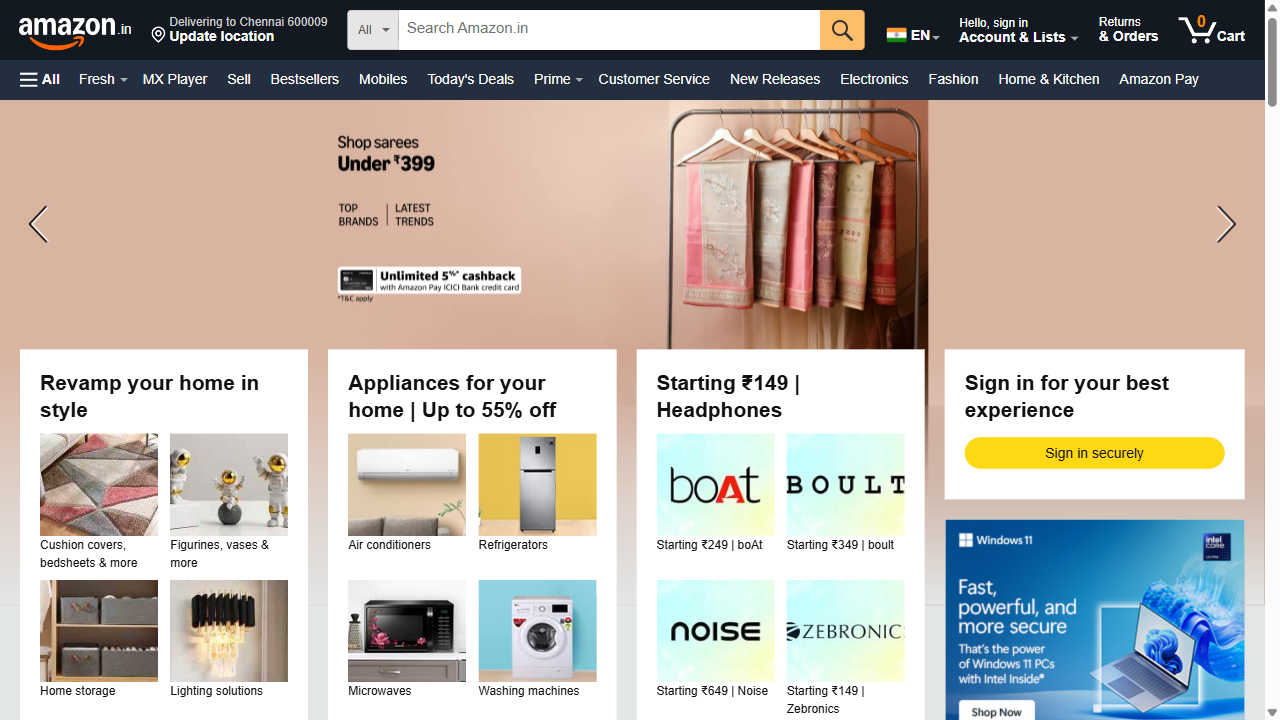 amazon.in
Delivering to Chennai 600009
Update location
All
Search Amazon.in
EN
Hello, sign in
Account & Lists
Returns
& Orders
0
Cart
All
Fresh
MX Player
Sell
Bestsellers
Mobiles
Today's Deals
Prime
Customer Service
New Releases
Electronics
Fashion
Home & Kitchen
Amazon Pay
Shop sarees
Under ₹399
TOP
BRANDS
LATEST
TRENDS
Unlimited 5%* cashback
with Amazon Pay ICICI Bank credit card
*T&C apply
Revamp your home in
style
Cushion covers,
bedsheets & more
Figurines, vases &
more
Home storage
Lighting solutions
Appliances for your
home | Up to 55% off
Air conditioners
Refrigerators
Microwaves
Washing machines
Starting ₹149 |
Headphones
boAt
BOULT
Starting ₹249 | boAt
Starting ₹349 | boult
noise
ZEBRONIC
Starting ₹649 | Noise
Starting ₹149 |
Zebronics
Sign in for your best
experience
Sign in securely
Windows 11
intel
CORE
Fast,
powerful, and
more secure
That's the power
of Windows 11 PCs
with Intel Inside®
Shop Now